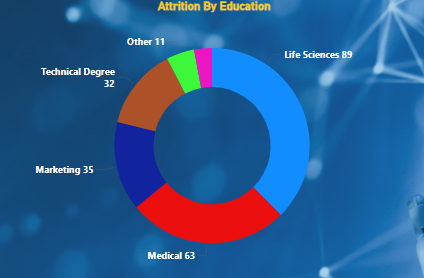 Attrition By Education
Other 11
Life Sciences 89
Technical Degree
32
Marketing 35
Medical 63